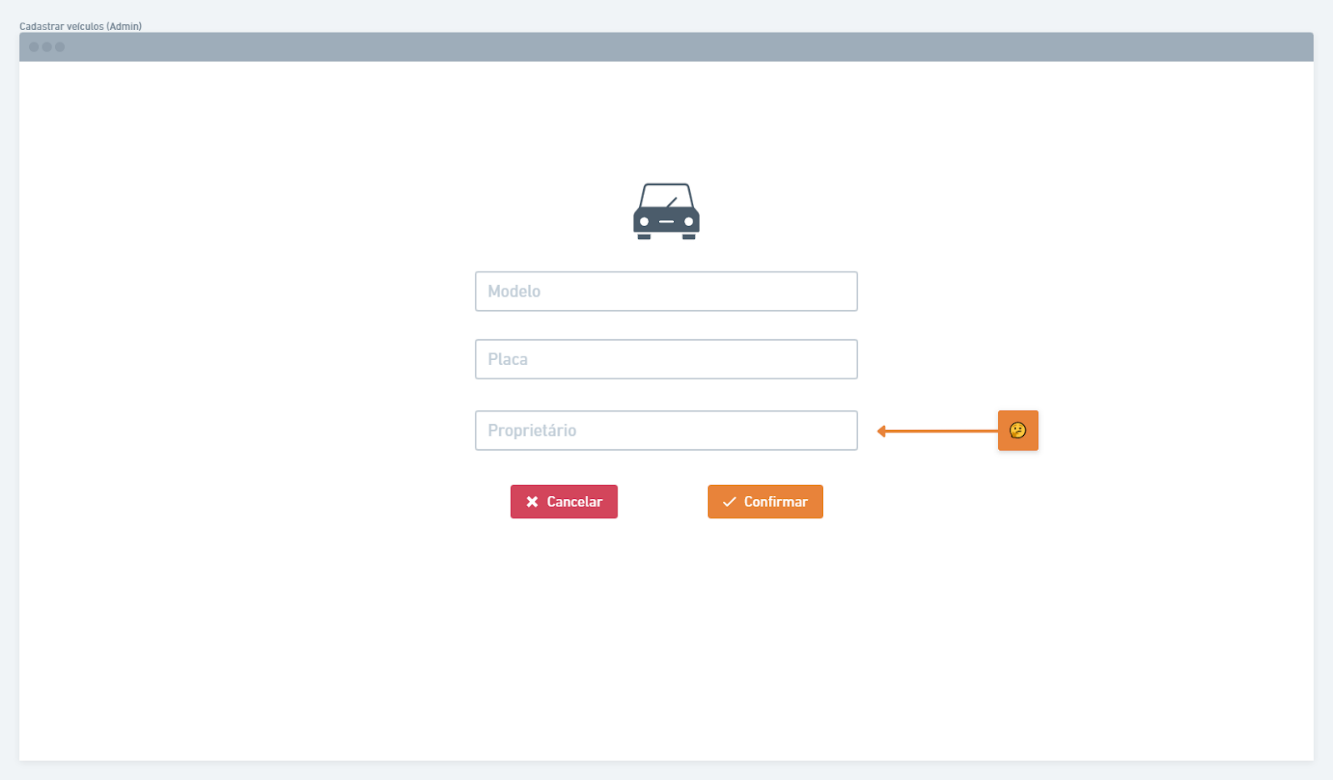 Cadastrar veículos (Admin)
Modelo
Placa
Proprietário
Cancelar
Confirmar